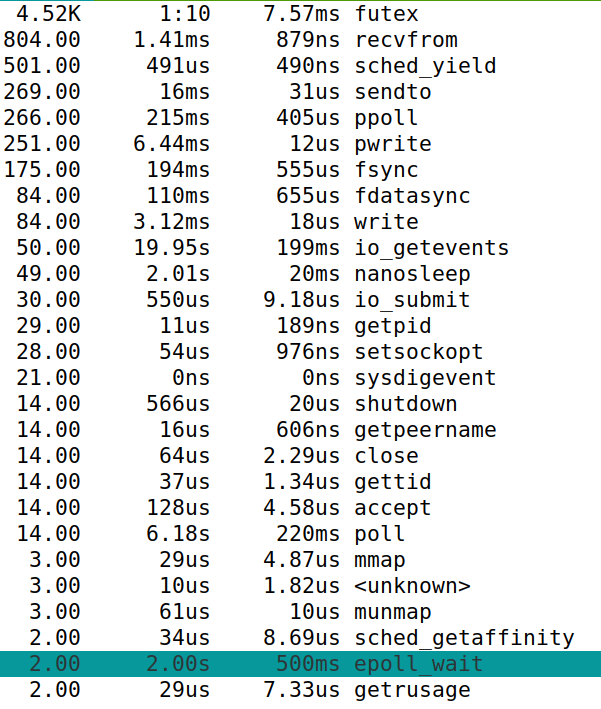 4.52K 1:10 7.57ms futex
804.00 1.41ms 879ns recvfrom
501.00 491us 490ns sched_yield
269.00 16ms 31us sendto
266.00 215ms 405us ppoll
251.00 6.44ms 12us pwrite
175.00 194ms 555us fsync
84.00 110ms 655us fdatasync
84.00 3.12ms 18us write
50.00 19.95s 199ms io_getevents
49.00 2.01s 20ms nanosleep
30.00 550us 9.18us io_submit
29.00 11us 189ns getpid
28.00 54us 976ns setsockopt
21.00 0ns 0ns sysdigevent
14.00 566us 20us shutdown
14.00 16us 606ns getpeername
14.00 64us 2.29us close
14.00 37us 1.34us gettid
14.00 128us 4.58us accept
14.00 6.18s 220ms poll
3.00 29us 4.87us mmap
3.00 10us 1.82us <unknown>
3.00 61us 10us munmap
2.00 34us 8.69us sched_getaffinity
2.00 2.00s 500ms epoll_wait
2.00 29us 7.33us getrusage